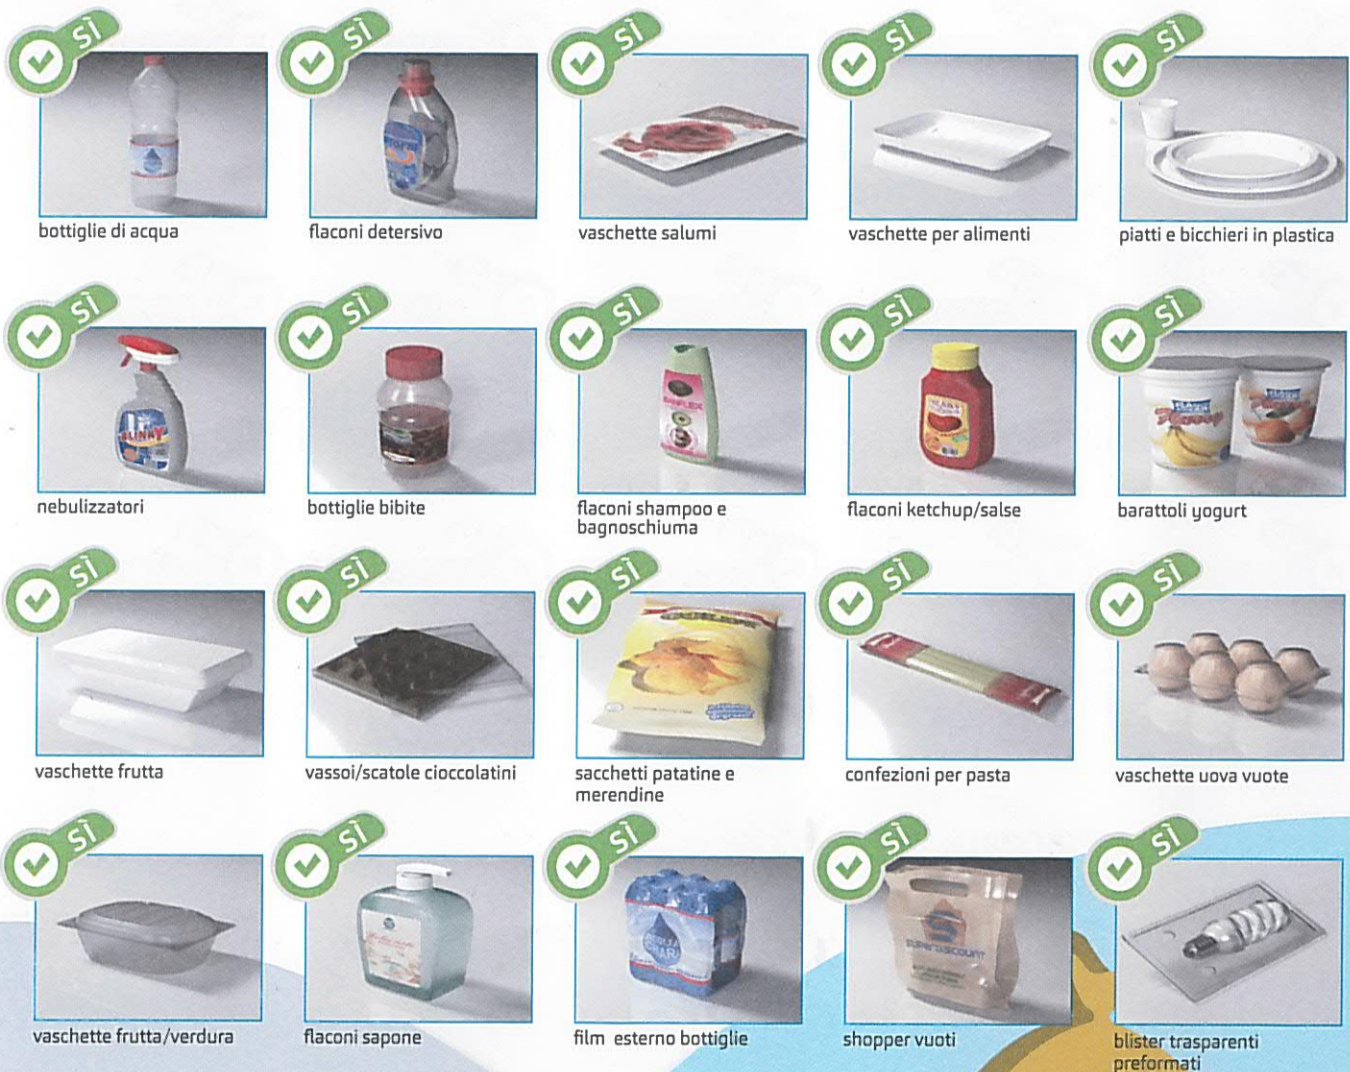 SÌ SÌ SÌ SÌ SÌ
bottiglie di acqua
flaconi detersivo
vaschette salumi
vaschette per alimenti
piatti e bicchieri in plastica
SÌ SÌ SÌ SÌ SÌ
BLINKY
nebulizzatori
bottiglie bibite
flaconi shampoo e
bagnoschiuma
flaconi ketchup/salse
barattoli yogurt
SÌ SÌ SÌ SÌ SÌ
vaschette frutta
vassoi/scatole cioccolatini
sacchetti patatine e
merendine
confezioni per pasta
vaschette uova vuote
SÌ SÌ SÌ SÌ SÌ
SUPERDISCOUNT
vaschette frutta/verdura
flaconi sapone
film esterno bottiglie
shopper vuoti
blister trasparenti
preformati